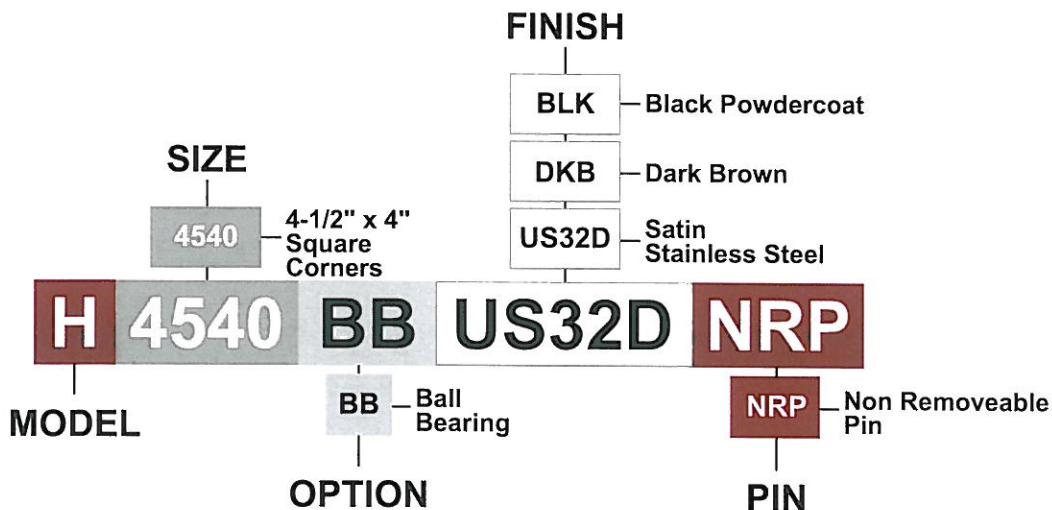 FINISH
BLK
Black Powdercoat
DKB
Dark Brown
SIZE
4540
4-1/2" x 4"
Square
Corners
US32D
Satin
Stainless Steel
H 4540 BB US32D NRP
MODEL
BB
Ball
Bearing
OPTION
NRP
Non Removeable
Pin
PIN